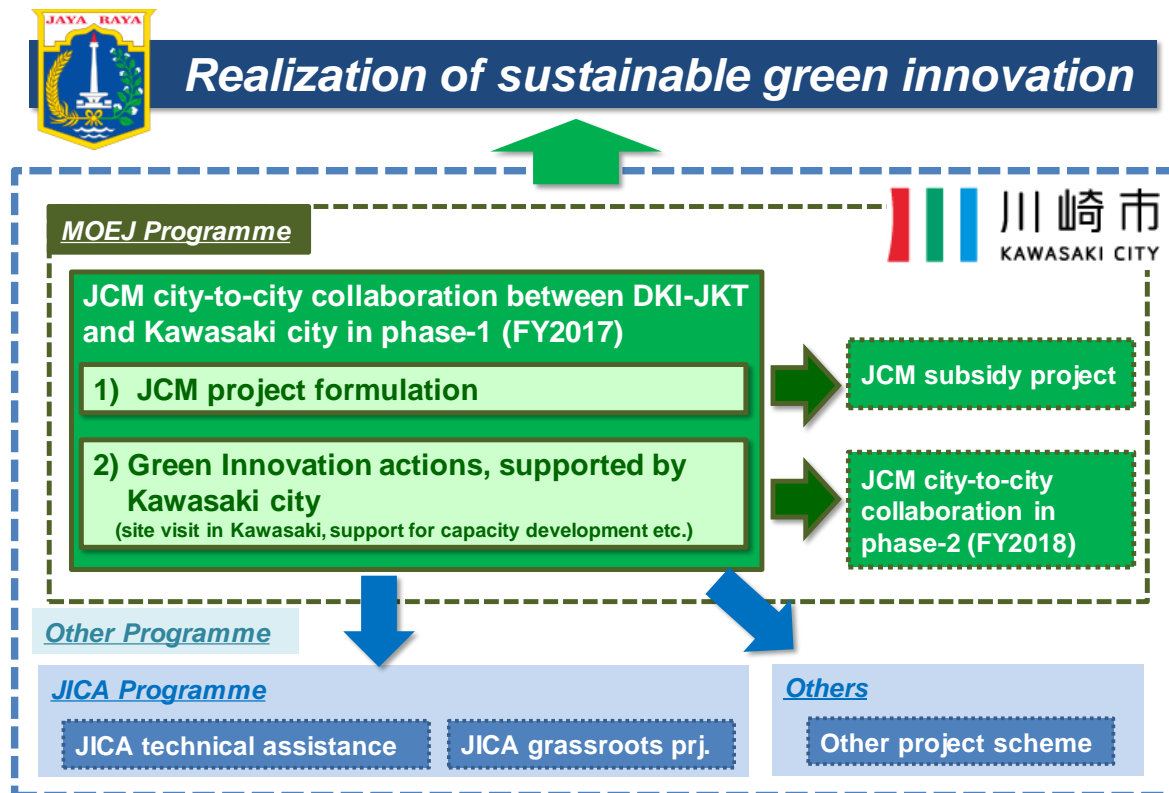 JAYA RAYA
Realization of sustainable green innovation
川崎市
KAWASAKI CITY
MOEJ Programme
JCM city-to-city collaboration between DKI-JKT
and Kawasaki city in phase-1 (FY2017)
1) JCM project formulation
JCM subsidy project
2) Green Innovation actions, supported by
Kawasaki city
(site visit in Kawasaki, support for capacity development etc.)
JCM city-to-city
collaboration in
phase-2 (FY2018)
Other Programme
JICA Programme
JICA technical assistance
JICA grassroots prj.
Others
Other project scheme